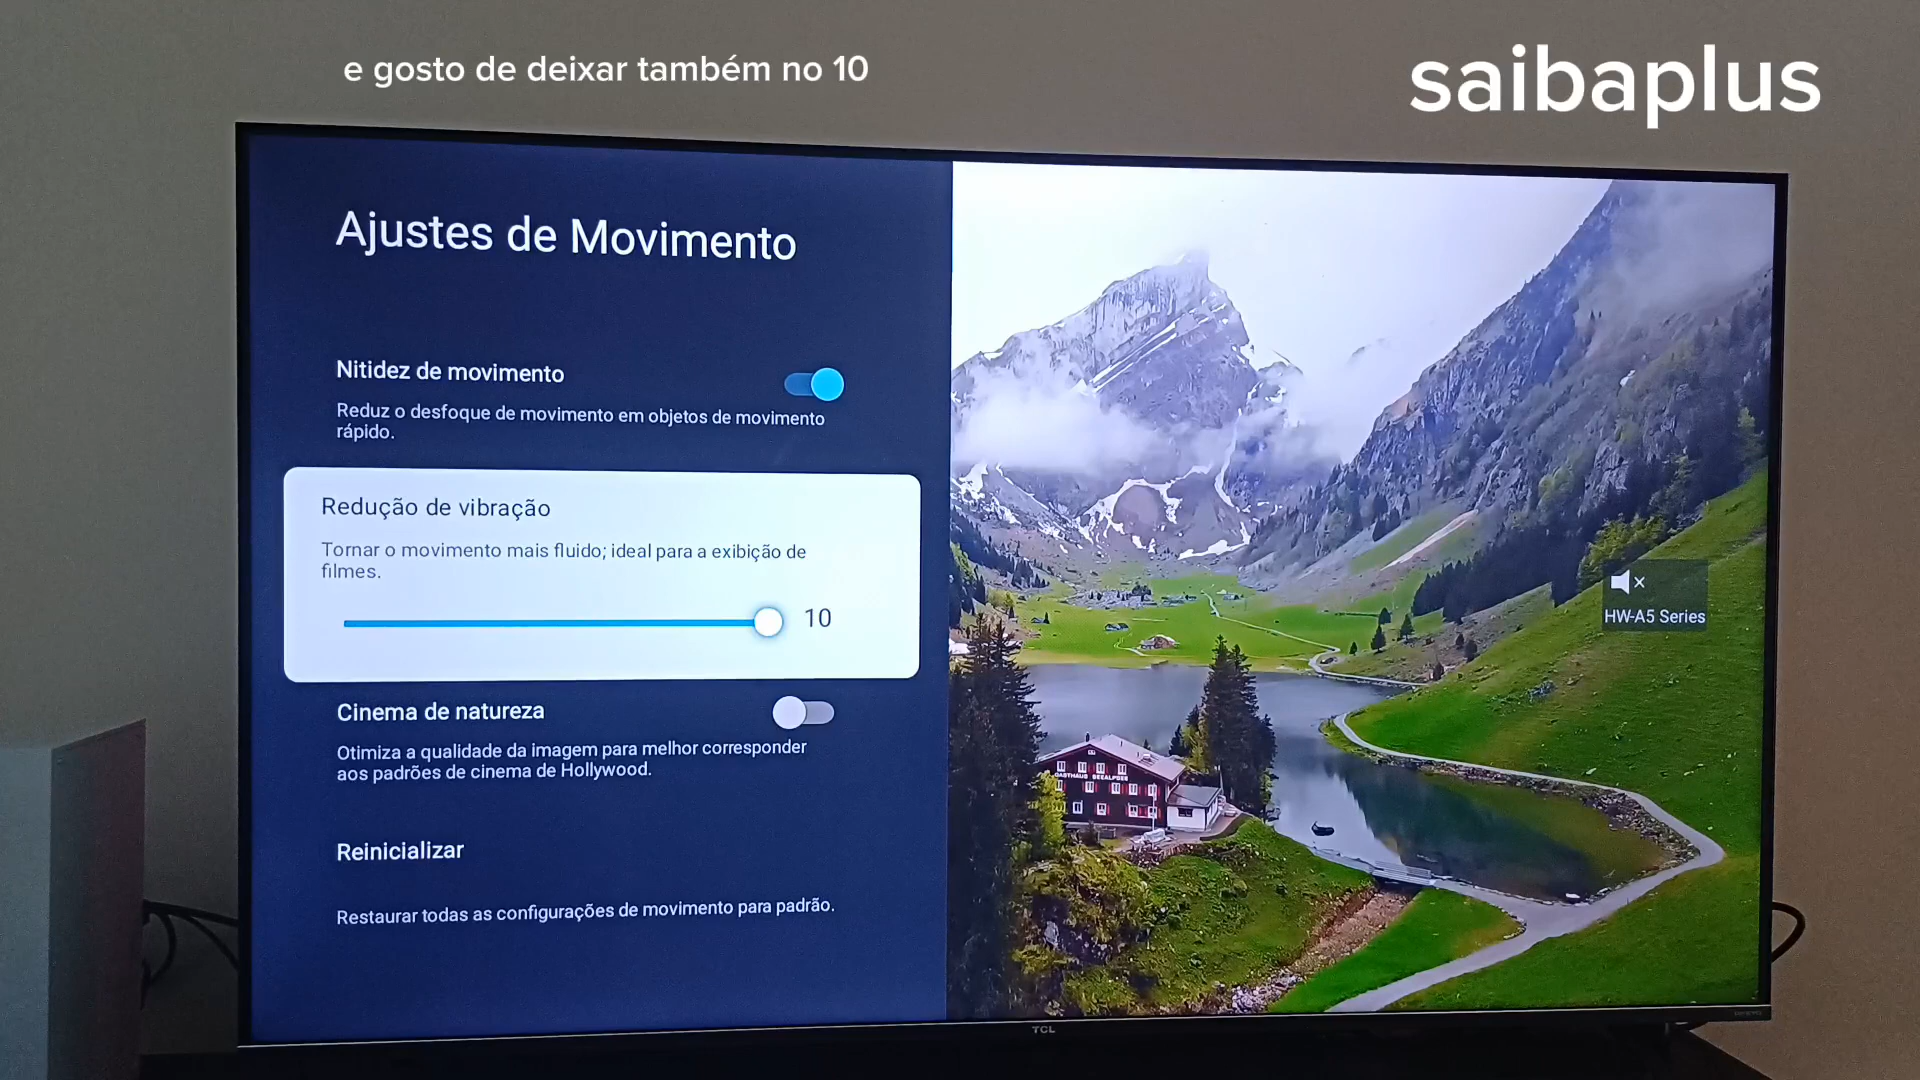 e gosto de deixar também no 10
saibaplus
Ajustes de Movimento
Nitidez de movimento
Reduz o desfoque de movimento em objetos de movimento
rápido.
Redução de vibração
Tornar o movimento mais fluido; ideal para a exibição de
filmes.
10
Cinema de natureza
Otimiza a qualidade da imagem para melhor corresponder
aos padrões de cinema de Hollywood.
Reinicializar
Restaurar todas as configurações de movimento para padrão.
HW-A5 Series
GASTHAUS SEEALPSEE
TCL